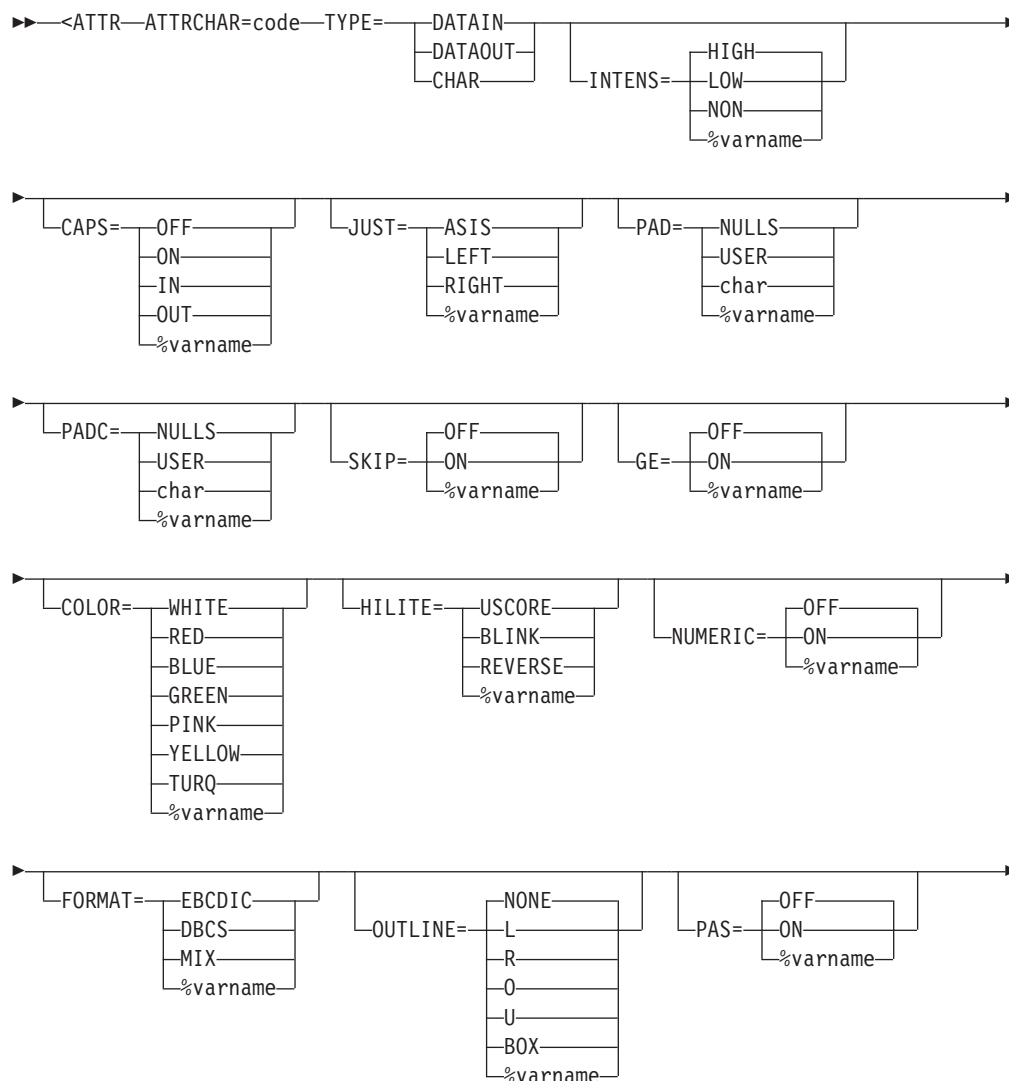 <ATTR ATTRCHAR=code TYPE= DATAIN
DATAOUT
CHAR
INTENS= HIGH
LOW
NON
%varname
CAPS= OFF
ON
IN
OUT
%varname
JUST= ASIS
LEFT
RIGHT
%varname
PAD= NULLS
USER
char
%varname
PADC= NULLS
USER
char
%varname
SKIP= OFF
ON
%varname
GE= OFF
ON
%varname
COLOR= WHITE
RED
BLUE
GREEN
PINK
YELLOW
TURQ
%varname
HILITE= USCORE
BLINK
REVERSE
%varname
NUMERIC= OFF
ON
%varname
FORMAT= EBCDIC
DBCS
MIX
%varname
OUTLINE= NONE
L
R
O
U
BOX
%varname
PAS= OFF
ON
%varname